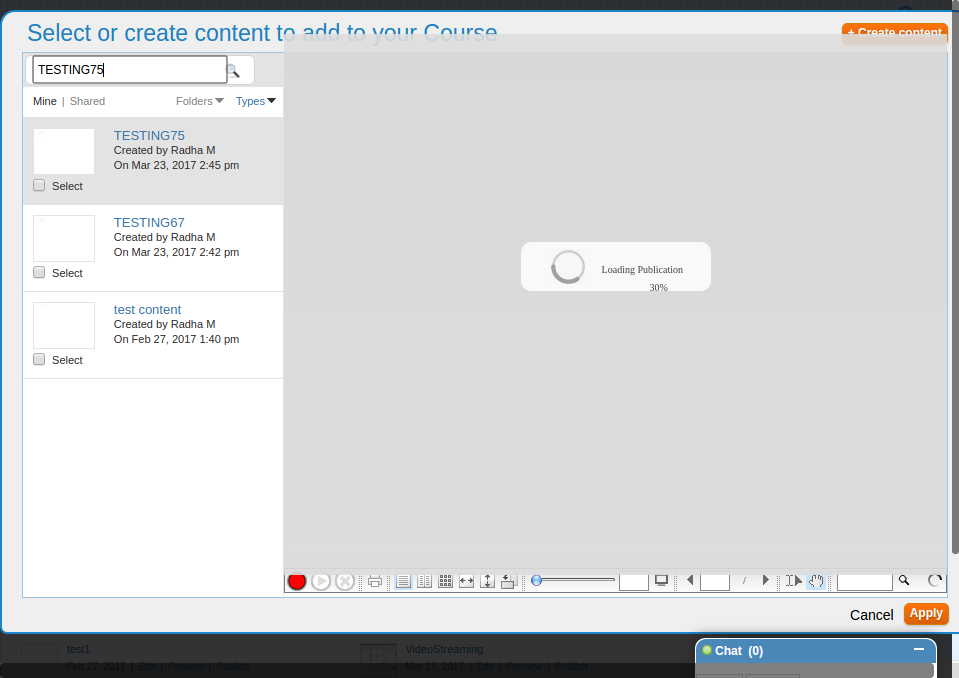 Select or create content to add to your Course
+ Create content
TESTING75
Mine | Shared
Folders
Types
TESTING75
Created by Radha M
On Mar 23, 2017 2:45 pm
Select
TESTING67
Created by Radha M
On Mar 23, 2017 2:42 pm
Select
test content
Created by Radha M
On Feb 27, 2017 1:40 pm
Select
Loading Publication
30%
/
Cancel
Apply
test1
Feb 27, 2017 | Edit | Preview | Publish
VideoStreaming
Mar 17, 2017 | Edit | Preview | Publish
Chat (0)